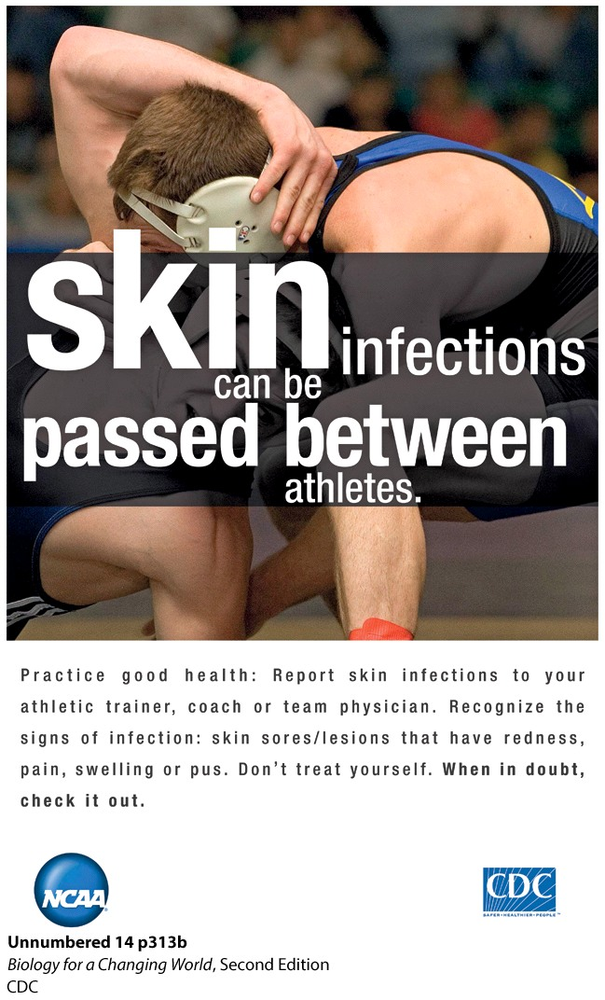 skin infections
can be
passed between
athletes.
Practice good health: Report skin infections to your
athletic trainer, coach or team physician. Recognize the
signs of infection: skin sores/lesions that have redness,
pain, swelling or pus. Don't treat yourself. When in doubt,
check it out.
NCAA
CDC
SAFER•HEALTHIER•PEOPLE™
Unnumbered 14 p313b
Biology for a Changing World, Second Edition
CDC